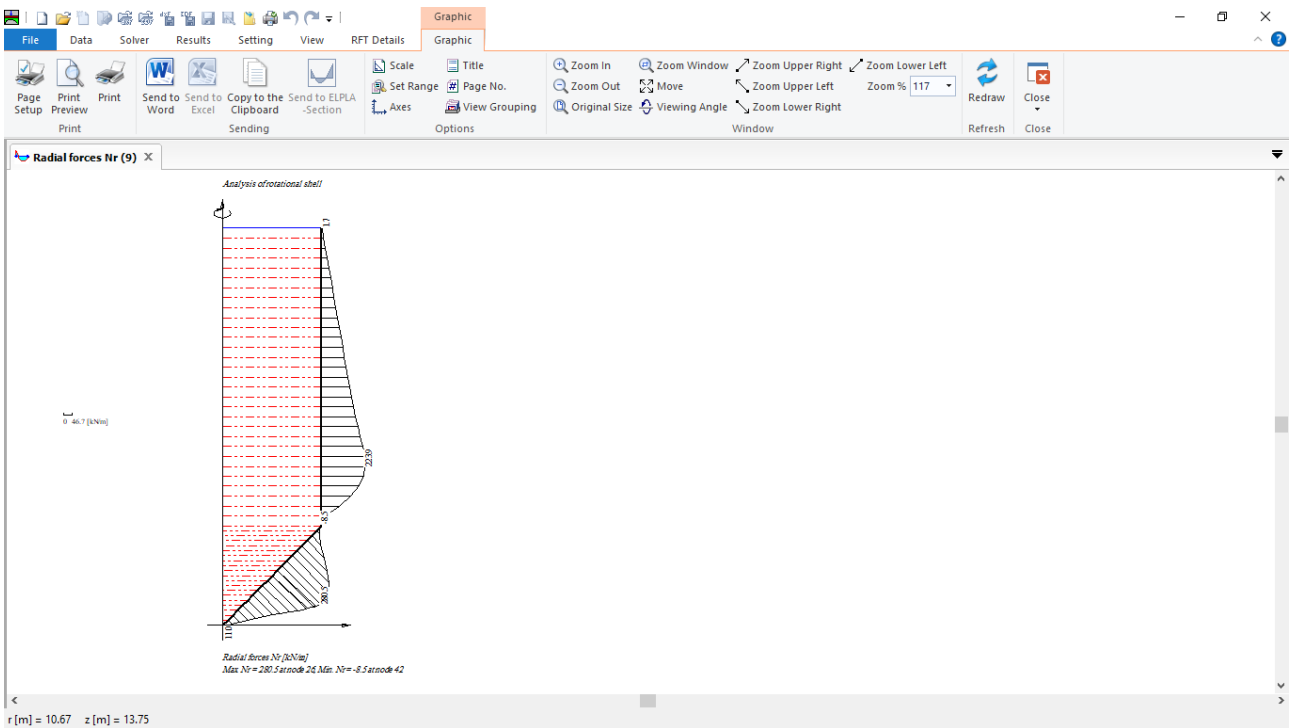 Graphic
File Data Solver Results Setting View RFT Details Graphic
Page Setup
Print Preview
Print
Print
Send to Word
Send to Excel
Copy to the Clipboard
Send to ELPLA -Section
Sending
Scale
Set Range
Axes
Title
# Page No.
View Grouping
Options
Zoom In
Zoom Out
Original Size
Zoom Window
Move
Viewing Angle
Zoom Upper Right
Zoom Upper Left
Zoom Lower Right
Zoom Lower Left
Zoom % 117
Window
Redraw
Refresh
Close
Close
Radial forces Nr (9) X
Analysis of rotational shell
1.7
0 46.7 [kN/m]
223.9
-8.5
280.5
11.0
Radial forces Nr [kN/m]
Max Nr = 280.5 at node 26, Min. Nr = -8.5 at node 42
r [m] = 10.67 z [m] = 13.75